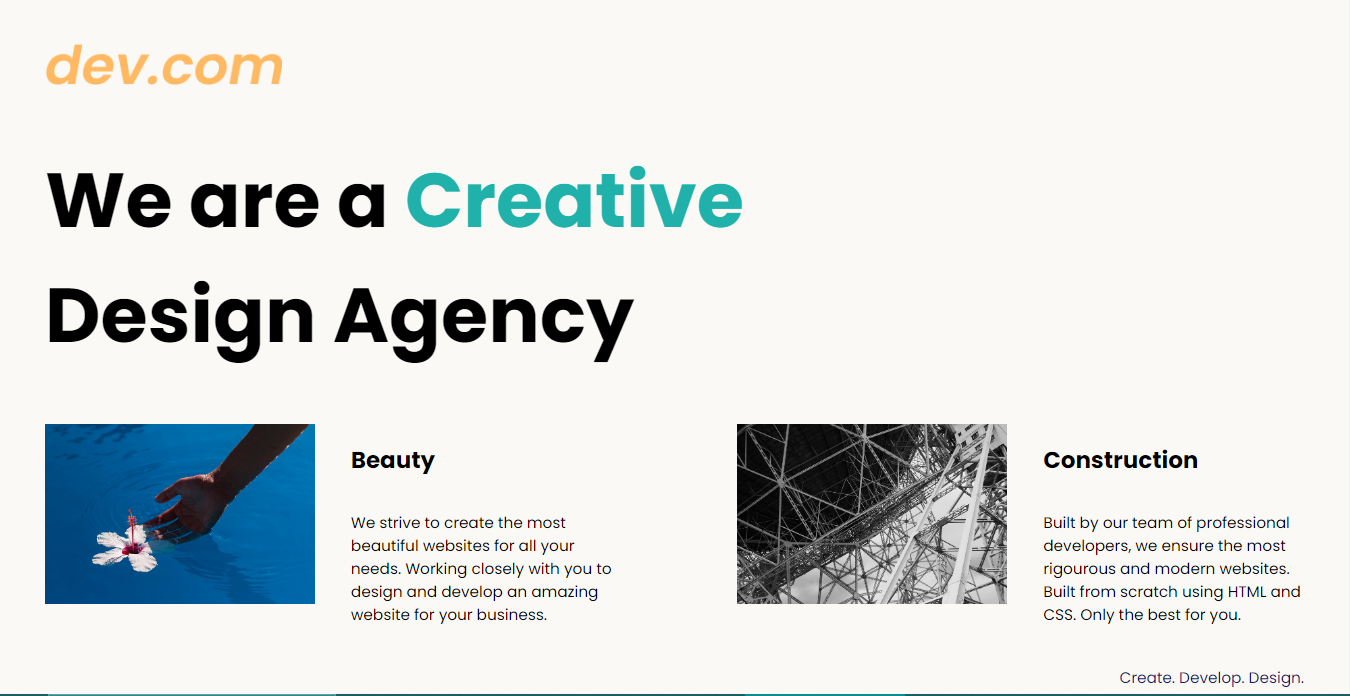 dev.com
We are a Creative
Design Agency
Beauty
We strive to create the most
beautiful websites for all your
needs. Working closely with you to
design and develop an amazing
website for your business.
Construction
Built by our team of professional
developers, we ensure the most
rigourous and modern websites.
Built from scratch using HTML and
CSS. Only the best for you.
Create. Develop. Design.